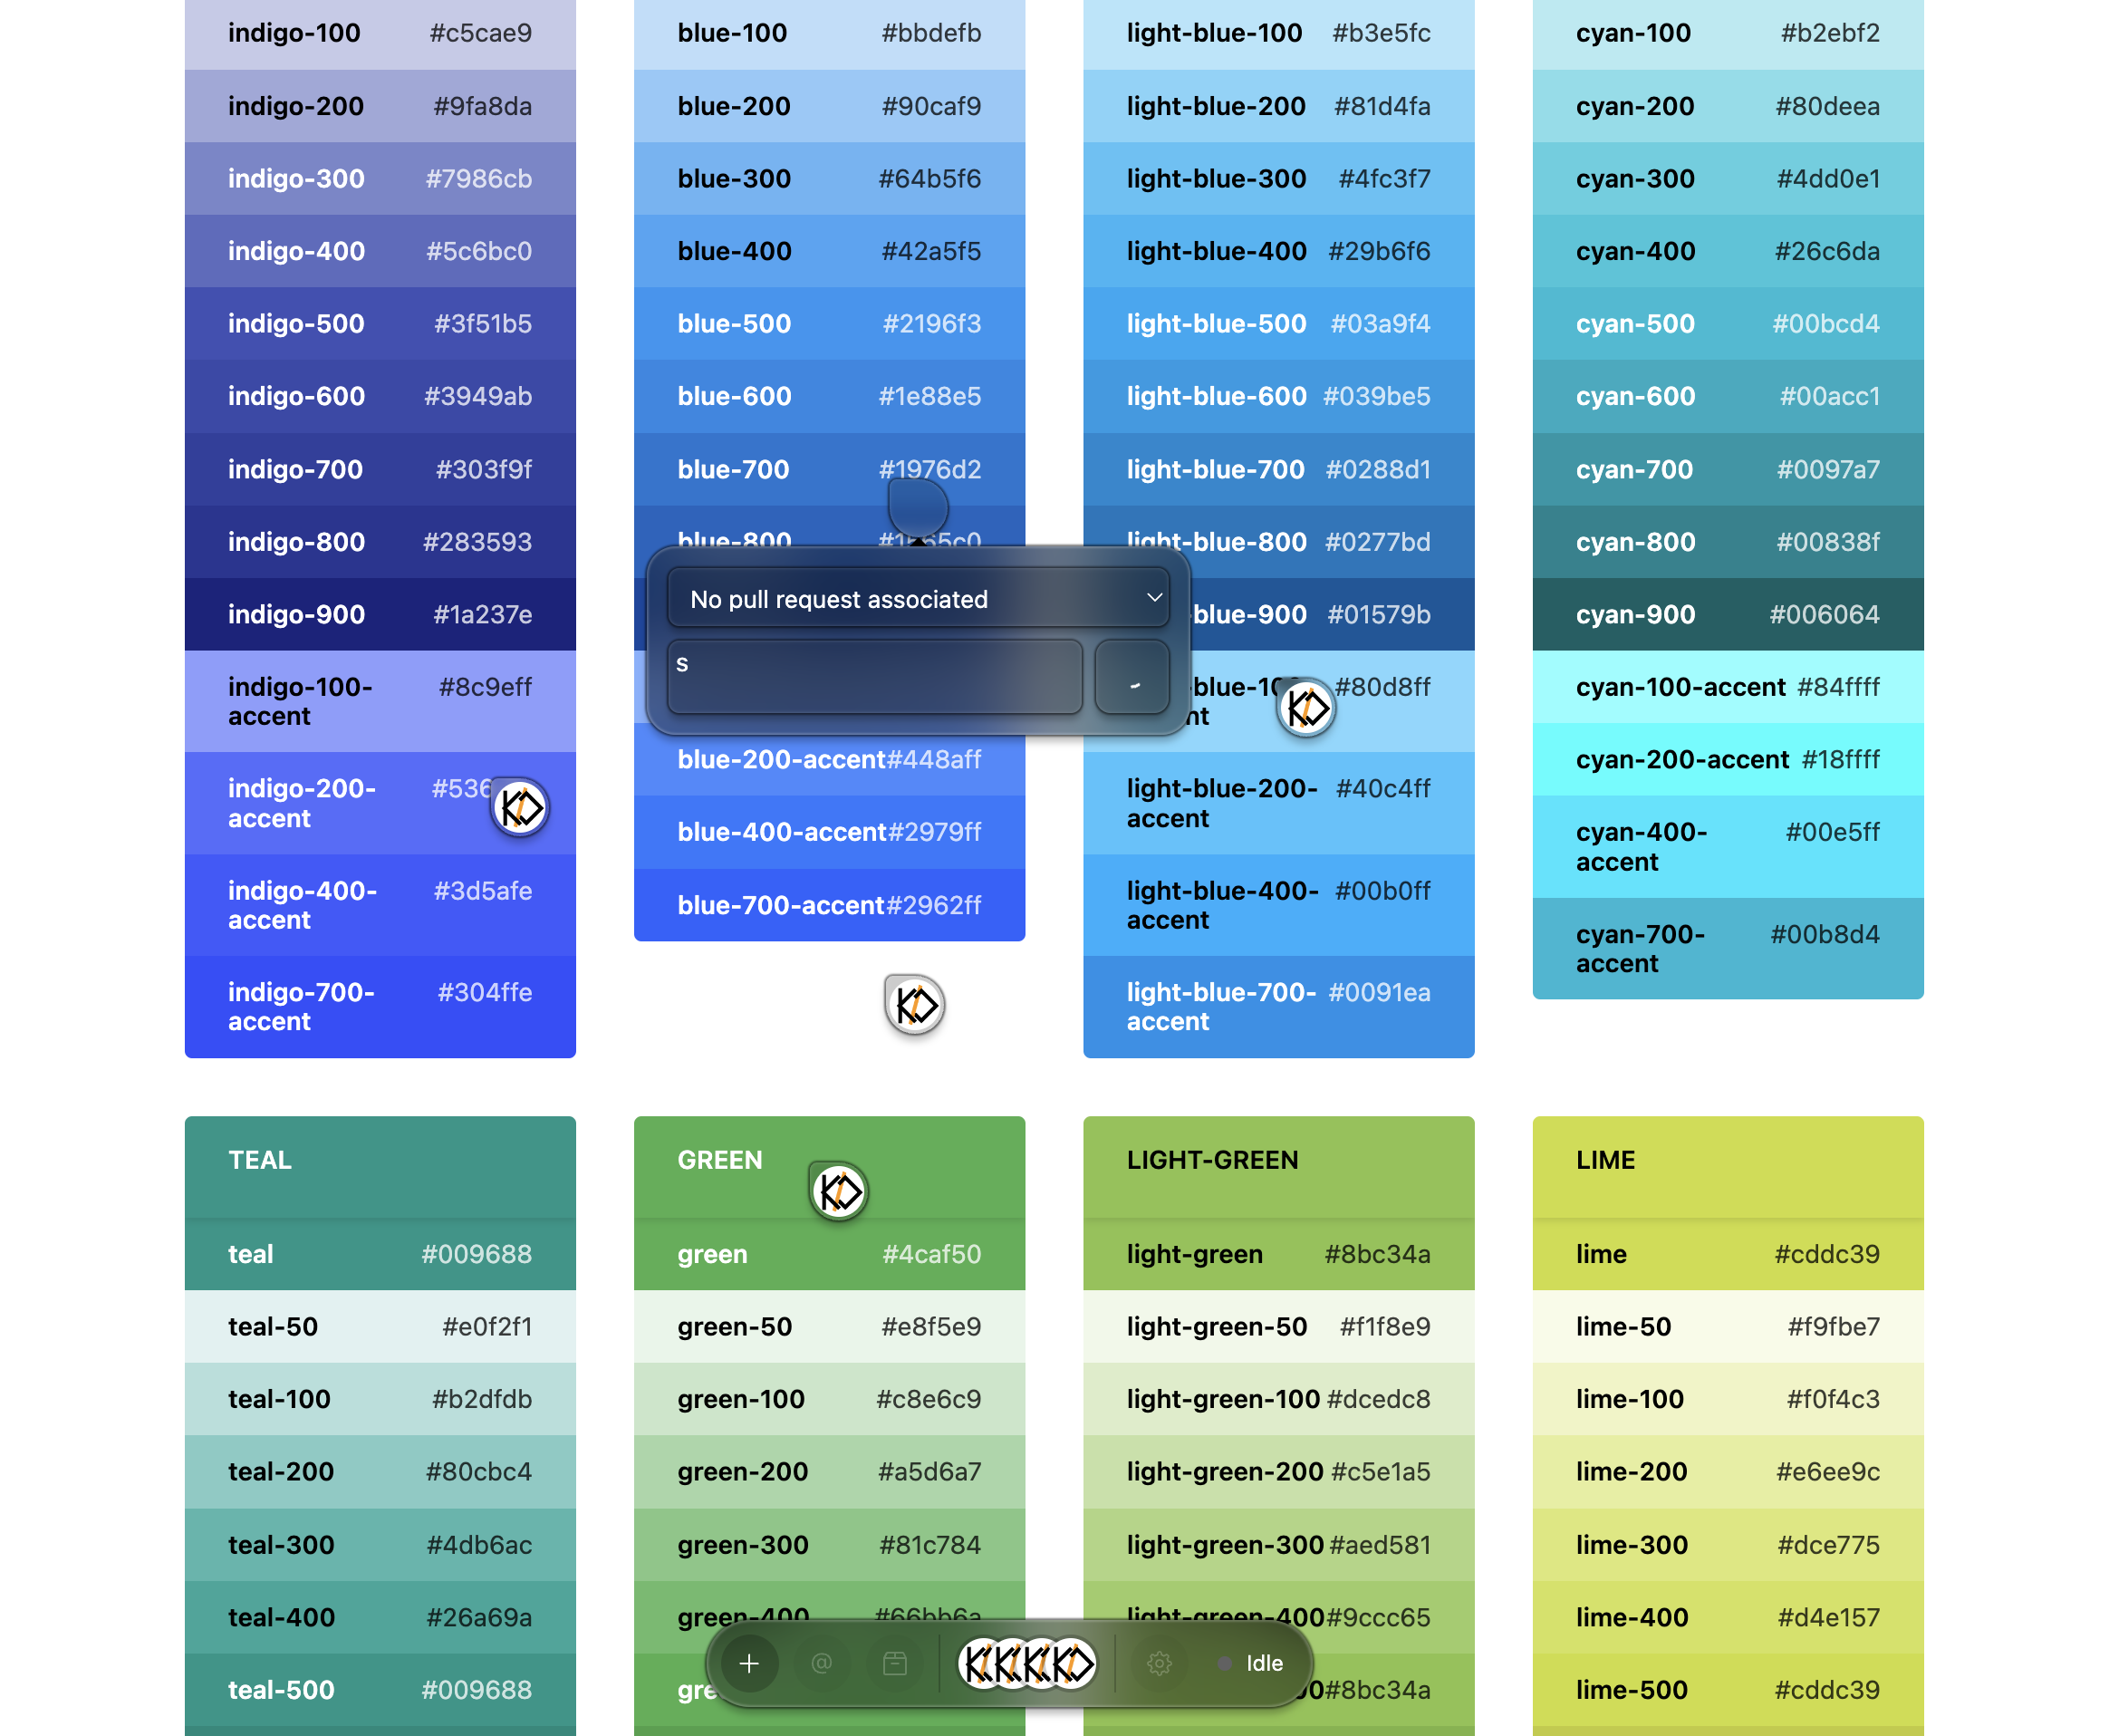 indigo-100 #c5cae9
indigo-200 #9fa8da
indigo-300 #7986cb
indigo-400 #5c6bc0
indigo-500 #3f51b5
indigo-600 #3949ab
indigo-700 #303f9f
indigo-800 #283593
indigo-900 #1a237e
indigo-100- #8c9eff
accent
indigo-200- #536
accent
indigo-400- #3d5afe
accent
indigo-700- #304ffe
accent
blue-100 #bbdefb
blue-200 #90caf9
blue-300 #64b5f6
blue-400 #42a5f5
blue-500 #2196f3
blue-600 #1e88e5
blue-700 #1976d2
blue-800 #1565c0
No pull request associated
s
blue-200-accent#448aff
blue-400-accent#2979ff
blue-700-accent#2962ff
light-blue-100 #b3e5fc
light-blue-200 #81d4fa
light-blue-300 #4fc3f7
light-blue-400 #29b6f6
light-blue-500 #03a9f4
light-blue-600 #039be5
light-blue-700 #0288d1
light-blue-800 #0277bd
blue-900 #01579b
blue-100 #80d8ff
nt
light-blue-200- #40c4ff
accent
light-blue-400- #00b0ff
accent
light-blue-700- #0091ea
accent
cyan-100 #b2ebf2
cyan-200 #80deea
cyan-300 #4dd0e1
cyan-400 #26c6da
cyan-500 #00bcd4
cyan-600 #00acc1
cyan-700 #0097a7
cyan-800 #00838f
cyan-900 #006064
cyan-100-accent #84ffff
cyan-200-accent #18ffff
cyan-400- #00e5ff
accent
cyan-700- #00b8d4
accent
TEAL
teal #009688
teal-50 #e0f2f1
teal-100 #b2dfdb
teal-200 #80cbc4
teal-300 #4db6ac
teal-400 #26a69a
teal-500 #009688
GREEN
green #4caf50
green-50 #e8f5e9
green-100 #c8e6c9
green-200 #a5d6a7
green-300 #81c784
green-400 #66bb6a
gre
LIGHT-GREEN
light-green #8bc34a
light-green-50 #f1f8e9
light-green-100 #dcedc8
light-green-200 #c5e1a5
light-green-300 #aed581
light-green-400#9ccc65
0#8bc34a
LIME
lime #cddc39
lime-50 #f9fbe7
lime-100 #f0f4c3
lime-200 #e6ee9c
lime-300 #dce775
lime-400 #d4e157
lime-500 #cddc39
@
Idle